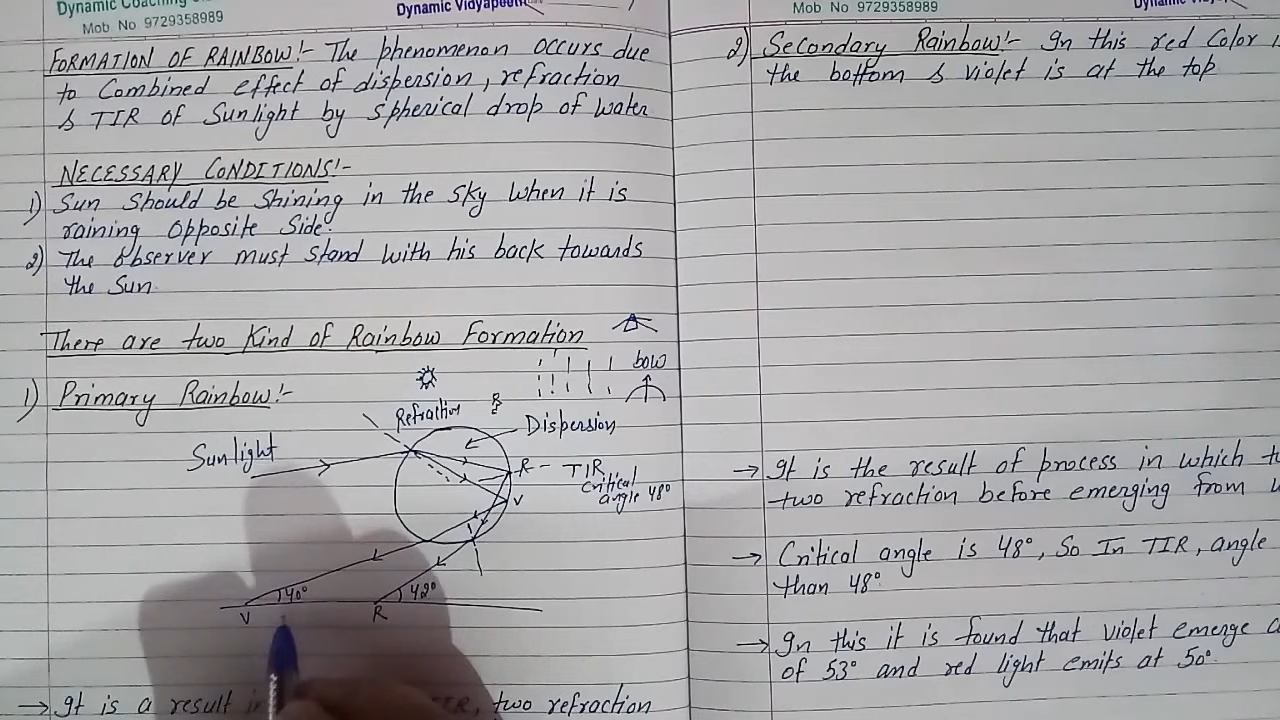 Dynamic Coaching
Mob No 9729358989
Dynamic Vidyapeeth
FORMATION OF RAINBOW:- The phenomenon occurs due
to Combined effect of dispension, refraction
& TIR of Sunlight by Spherical drop of water
NECESSARY CONDITIONS:-
1) Sun Should be Shining in the sky when it is
raining opposite Side.
2) The Observer must Stand with his back towards
the Sun.
There are two Kind of Rainbow Formation
1) Primary Rainbow:-
bow
Refraction
Dispension
Sunlight
R - TIR
Critical
angle 48°
V
40°
42°
V
R
→ It is a result in TIR, two refraction
Mob No 9729358989
2) Secondary Rainbow:- In this red Color
the bottom & violet is at the top
→ It is the result of process in which
two refraction before emerging from
→ Critical angle is 48°, So In TIR, angle
than 48°
→ In this it is found that violet emerge
of 53° and red light emits at 50°.